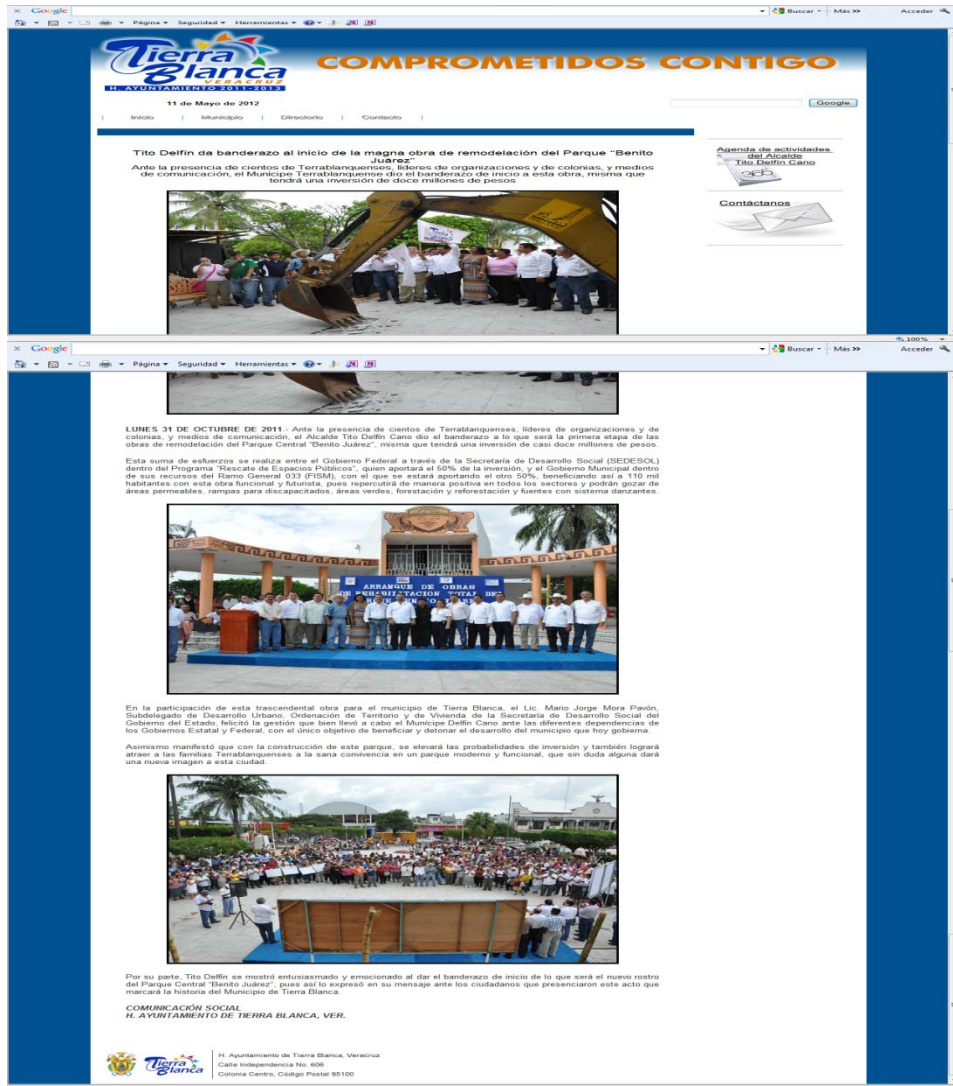 Google
Buscar
Más >>
Acceder
Página
Seguridad
Herramientas
Tierra Blanca
VERACRUZ
H. AYUNTAMIENTO 2011-2013
COMPROMETIDOS CONTIGO
11 de Mayo de 2012
Google
| Inicio | Municipio | Directorio | Contacto |
Tito Delfín da banderazo al inicio de la magna obra de remodelación del Parque "Benito
Juárez"
Ante la presencia de cientos de Terrablanquenses, líderes de organizaciones y de colonias, y medios
de comunicación, el Munícipe Terrablanquense dio el banderazo de inicio a esta obra, misma que
tendrá una inversión de doce millones de pesos
Agenda de actividades
del Alcalde
Tito Delfín Cano
Contáctanos
100%
Google
Buscar
Más >>
Acceder
Página
Seguridad
Herramientas
LUNES 31 DE OCTUBRE DE 2011.- Ante la presencia de cientos de Terrablanquenses, líderes de organizaciones y de
colonias, y medios de comunicación, el Alcalde Tito Delfín Cano dio el banderazo a lo que será la primera etapa de las
obras de remodelación del Parque Central "Benito Juárez", misma que tendrá una inversión de casi doce millones de pesos.
Esta suma de esfuerzos se realiza entre el Gobierno Federal a través de la Secretaría de Desarrollo Social (SEDESOL)
dentro del Programa "Rescate de Espacios Públicos", quien aportará el 50% de la inversión, y el Gobierno Municipal dentro
de sus recursos del Ramo General 033 (FISM), con el que se estará aportando el otro 50%, beneficiando así a 110 mil
habitantes con esta obra funcional y futurista, pues repercutirá de manera positiva en todos los sectores y podrán gozar de
áreas permeables, rampas para discapacitados, áreas verdes, forestación y reforestación y fuentes con sistema danzantes.
ARRANQUE DE OBRAS
DE REHABILITACION TOTAL DEL
En la participación de esta trascendental obra para el municipio de Tierra Blanca, el Lic. Mario Jorge Mora Pavón,
Subdelegado de Desarrollo Urbano, Ordenación de Territorio y de Vivienda de la Secretaría de Desarrollo Social del
Gobierno del Estado, felicitó la gestión que bien llevó a cabo el Munícipe Delfín Cano ante las diferentes dependencias de
los Gobiernos Estatal y Federal, con el único objetivo de beneficiar y detonar el desarrollo del municipio que hoy gobierna.
Asimismo manifestó que con la construcción de este parque, se elevará las probabilidades de inversión y también logrará
atraer a las familias Terrablanquenses a la sana convivencia en un parque moderno y funcional, que sin duda alguna dará
una nueva imagen a esta ciudad.
Por su parte, Tito Delfín se mostró entusiasmado y emocionado al dar el banderazo de inicio de lo que será el nuevo rostro
del Parque Central "Benito Juárez", pues así lo expresó en su mensaje ante los ciudadanos que presenciaron este acto que
marcará la historia del Municipio de Tierra Blanca.
COMUNICACIÓN SOCIAL
H. AYUNTAMIENTO DE TIERRA BLANCA, VER.
Tierra Blanca
H. Ayuntamiento de Tierra Blanca, Veracruz
Calle Independencia No. 606
Colonia Centro, Código Postal 95100